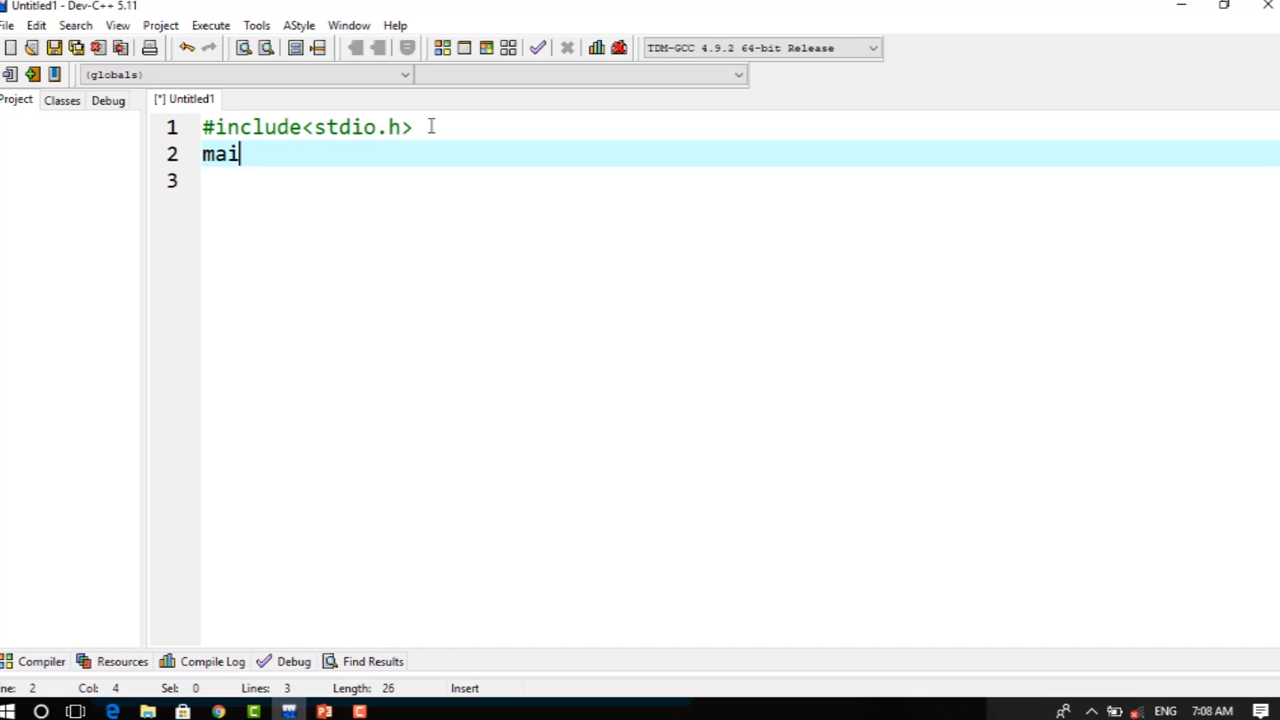 Untitled1 - Dev-C++ 5.11
File Edit Search View Project Execute Tools AStyle Window Help
TDM-GCC 4.9.2 64-bit Release
(globals)
Project Classes Debug [*] Untitled1
1 #include<stdio.h>
2 mai
3
Compiler Resources Compile Log Debug Find Results
ne: 2 Col: 4 Sel: 0 Lines: 3 Length: 26 Insert
ENG 7:08 AM